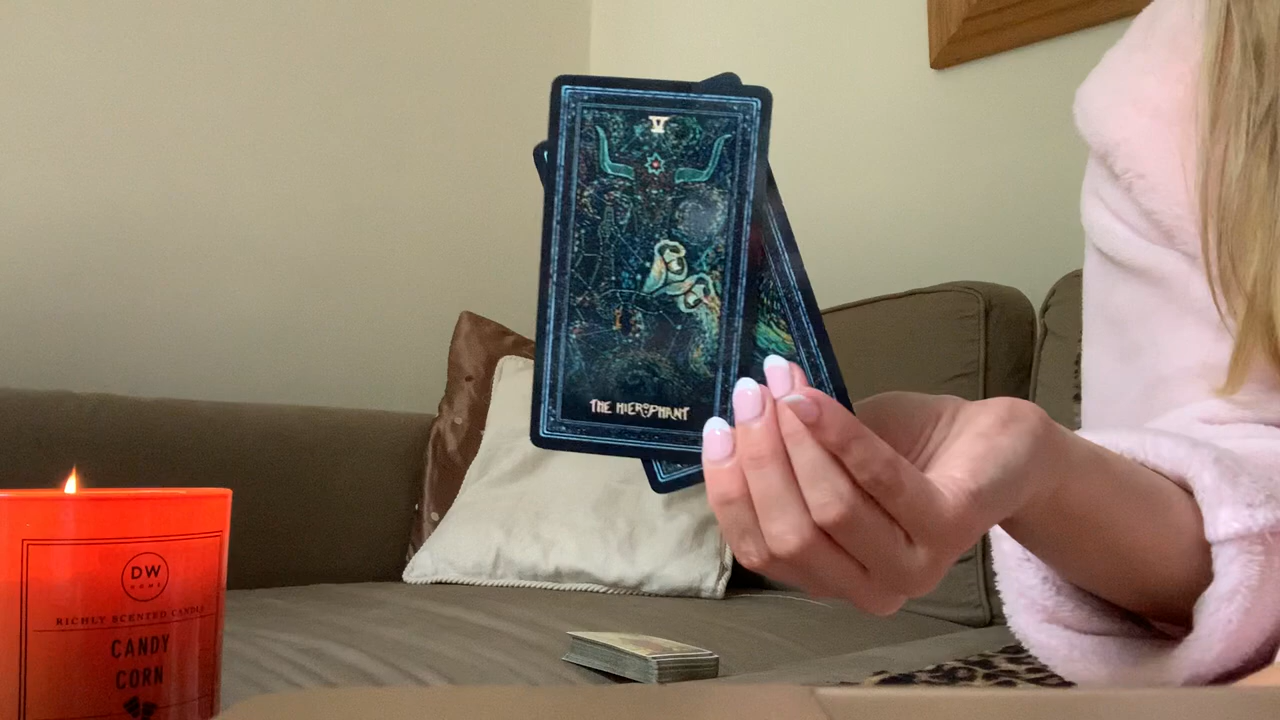 V
THE HIEROPHANT
DW
HOME
RICHLY SCENTED CANDLE
CANDY
CORN